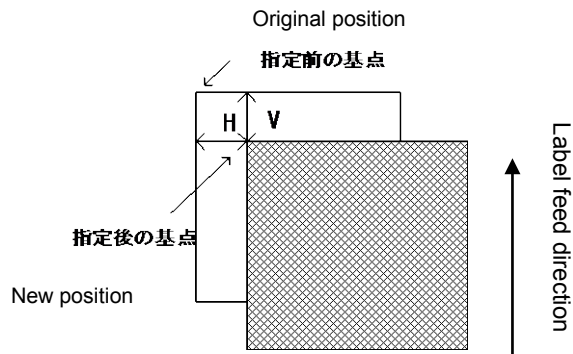 Original position
指定前の基点
H V
指定後の基点
New position
Label feed direction